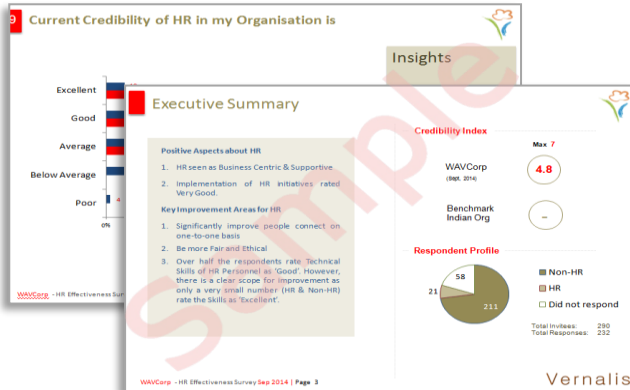 9 Current Credibility of HR in my Organisation is
Insights
Excellent
Good
Average
Below Average
Poor
0%
WAVCorp - HR Effectiveness Sur
Executive Summary
Positive Aspects about HR
1. HR seen as Business Centric & Supportive
2. Implementation of HR initiatives rated
Very Good.
Key Improvement Areas for HR
1. Significantly improve people connect on
one-to-one basis
2. Be more Fair and Ethical
3. Over half the respondents rate Technical
Skills of HR Personnel as 'Good'. However,
there is a clear scope for improvement as
only a very small number (HR & Non-HR)
rate the Skills as 'Excellent'.
Credibility Index
Max 7
WAVCorp
(Sept. 2014)
4.8
Benchmark
Indian Org
–
Respondent Profile
58
21
211
Non-HR
HR
Did not respond
Total Invitees: 290
Total Responses: 232
WAVCorp - HR Effectiveness Survey Sep 2014 | Page 3
Vernalis
Sample